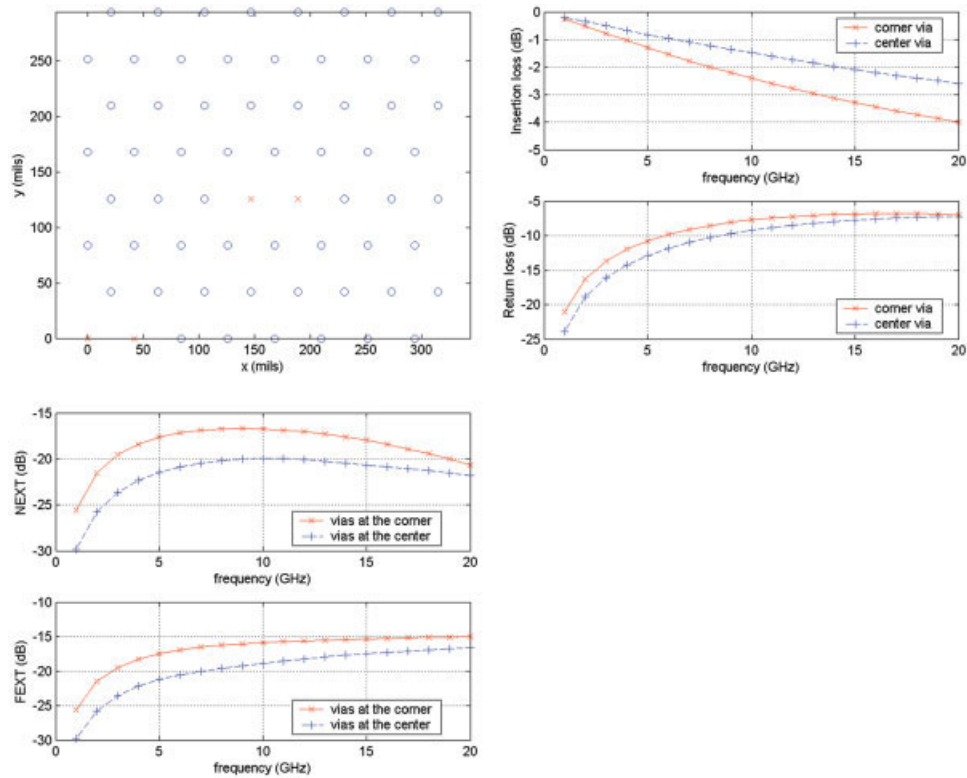 250
200
150
100
50
0
y (mils)
0 50 100 150 200 250 300
x (mils)
0
-1
-2
-3
-4
-5
Insertion loss (dB)
corner via
center via
0 5 10 15 20
frequency (GHz)
-5
-10
-15
-20
-25
Return loss (dB)
corner via
center via
0 5 10 15 20
frequency (GHz)
-15
-20
-25
-30
NEXT (dB)
vias at the corner
vias at the center
0 5 10 15 20
frequency (GHz)
-10
-15
-20
-25
-30
FEXT (dB)
vias at the corner
vias at the center
0 5 10 15 20
frequency (GHz)